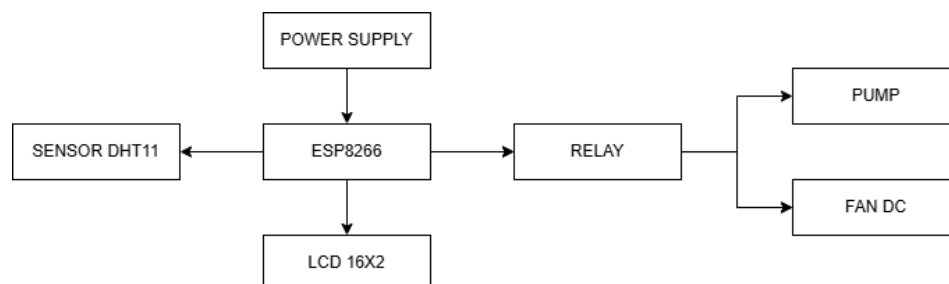 POWER SUPPLY
PUMP
SENSOR DHT11
ESP8266
RELAY
FAN DC
LCD 16X2